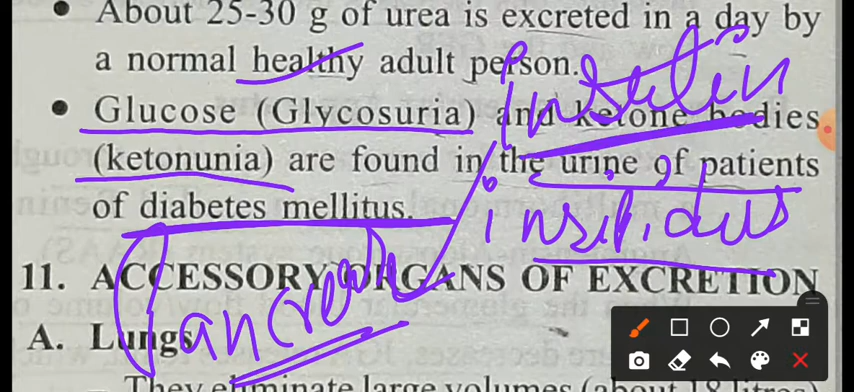 • About 25-30 g of urea is excreted in a day by
a normal healthy adult person.
insulin
• Glucose (Glycosuria) and ketone bodies
(ketonunia) are found in the urine of patients
of diabetes mellitus.
insipidus
11. ACCESSORY ORGANS OF EXCRETION
Pancreas
A. Lungs
– They eliminate large volumes (about 18 litres